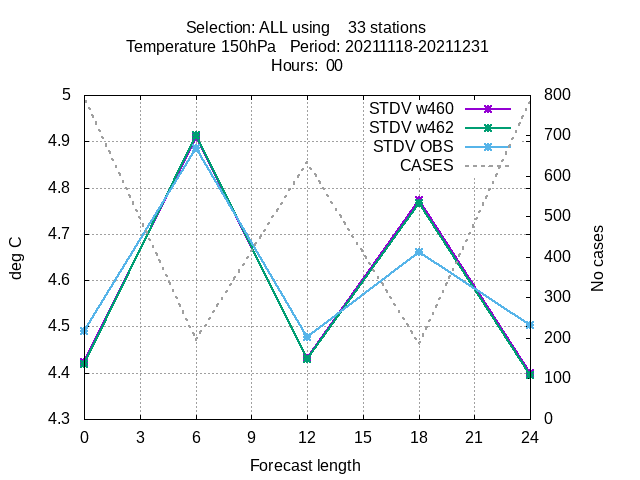 Selection: ALL using    33 stations
Temperature 150hPa   Period: 20211118-20211231
Hours:  00
5
4.9
4.8
4.7
4.6
4.5
4.4
4.3
800
700
600
500
400
300
200
100
0
STDV w460
STDV w462
STDV OBS
CASES
deg C
No cases
0 3 6 9 12 15 18 21 24
Forecast length